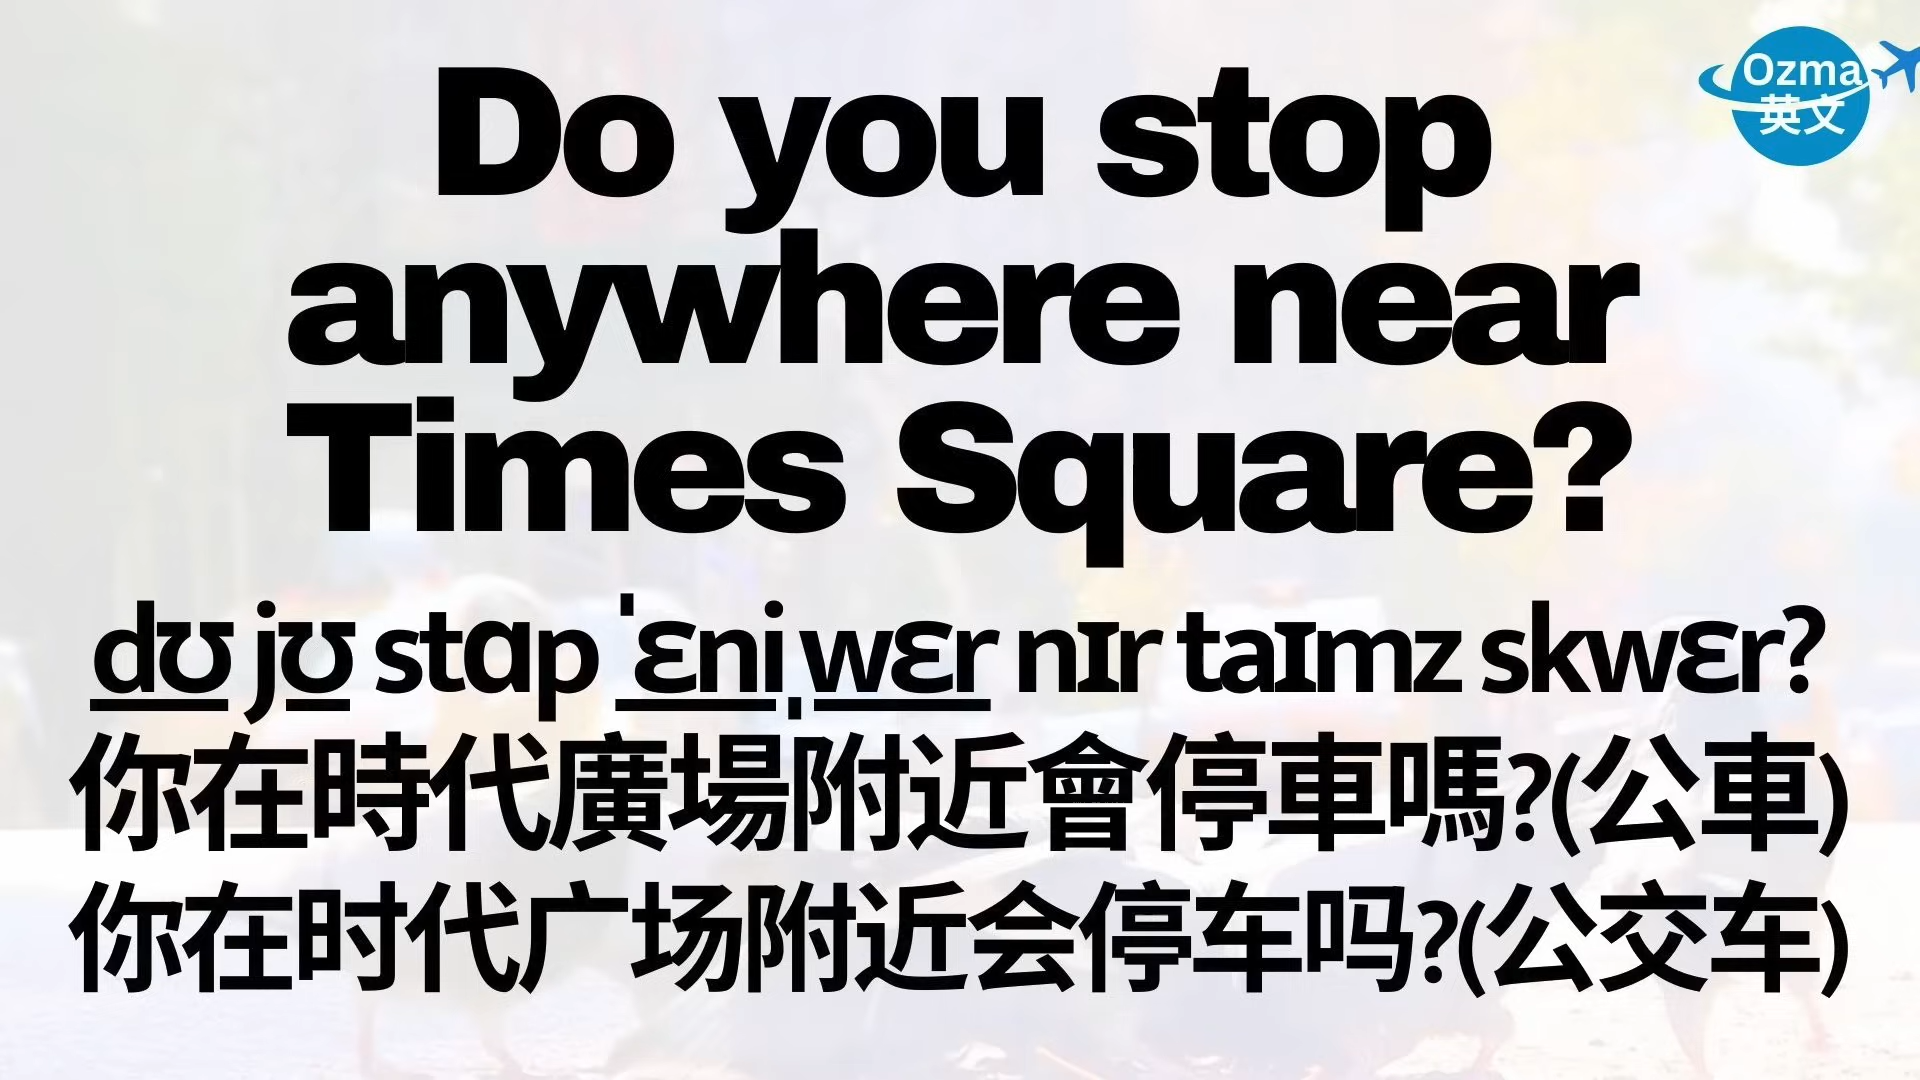 Ozma
英文
Do you stop
anywhere near
Times Square?
dʊ jʊ stɑp ˈɛniˌwɛr nɪr taɪmz skwɛr?
你在時代廣場附近會停車嗎?(公車)
你在时代广场附近会停车吗?(公交车)